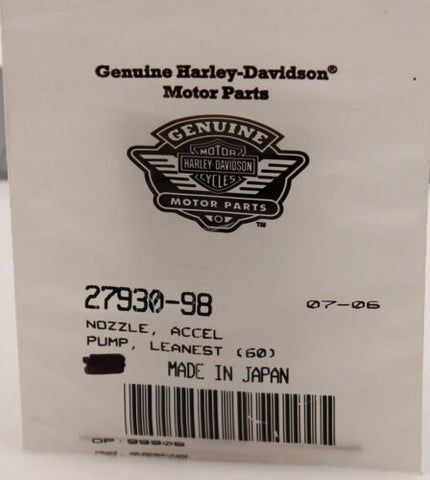 Genuine Harley-Davidson®
Motor Parts
GENUINE
MOTOR
HARLEY-DAVIDSON
CYCLES
MOTOR PARTS
™
27930-98 07-06
NOZZLE, ACCEL
PUMP, LEANEST (60)
MADE IN JAPAN